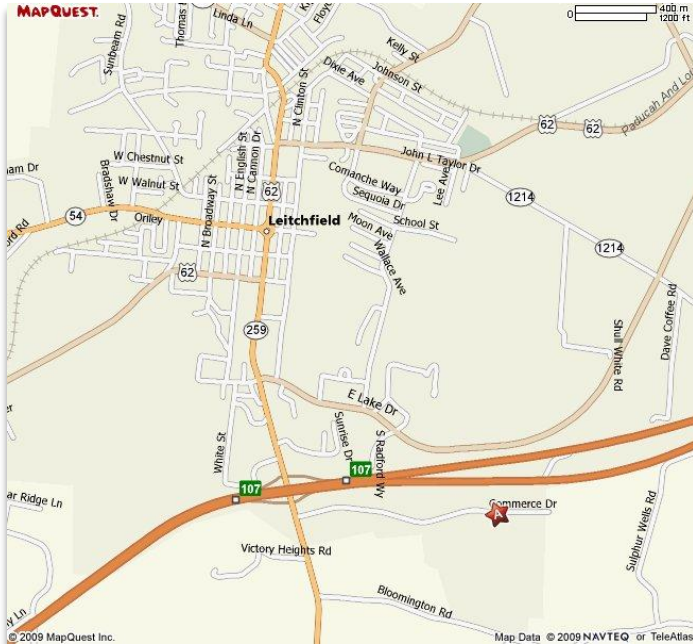 MAPQUEST.
0
400 m
1200 ft
Sunbeam Rd
Thomas
Linda Ln
Floy
Kelly St
Johnson St
Dixie Ave
N Clinton St
62
62
Paducah And Lo
W Chestnut St
N English St
N Cannon Dr
John L Taylor Dr
am Dr
W Walnut St
Bradshaw Dr
N Broadway St
62
Comanche Way
Lee Ave
Sequoia Dr
1214
54
Oriley
Leitchfield
Moon Ave
School St
1214
ford Rd
62
Wallace Ave
259
Shull White Rd
Dave Coffee Rd
E Lake Dr
Sunrise Dr
White St
S Radford Wy
107
107
ar Ridge Ln
Commerce Dr
A
Sulphur Wells Rd
Victory Heights Rd
Bloomington Rd
y Ln
© 2009 MapQuest Inc.
Map Data © 2009 NAVTEQ or TeleAtlas